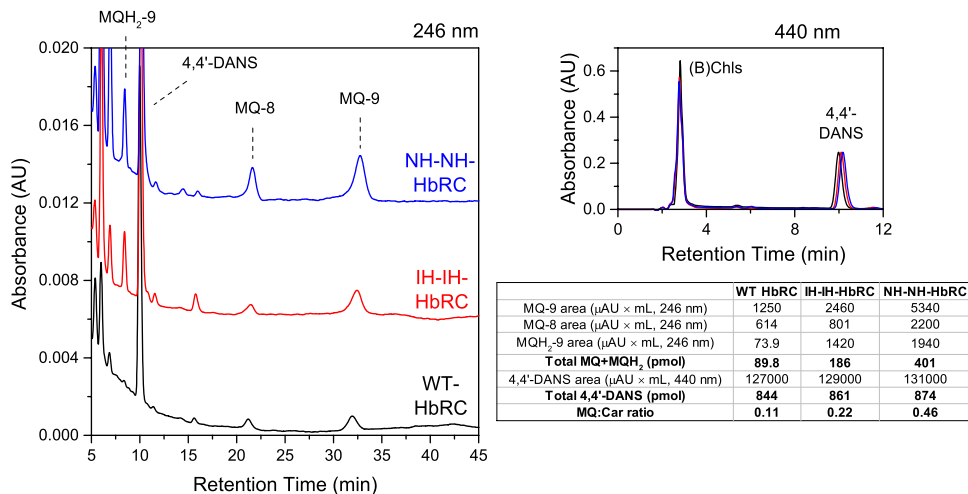 MQH₂-9
246 nm
4,4'-DANS
MQ-8
MQ-9
NH-NH-
HbRC
IH-IH-
HbRC
WT-
HbRC
0.020
0.016
0.012
0.008
0.004
0.000
Absorbance (AU)
5 10 15 20 25 30 35 40 45
Retention Time (min)
440 nm
(B)Chls
4,4'-
DANS
0.6
0.4
0.2
0.0
Absorbance (AU)
0 4 8 12
Retention Time (min)
WT HbRC IH-IH-HbRC NH-NH-HbRC
MQ-9 area (µAU × mL, 246 nm) 1250 2460 5340
MQ-8 area (µAU × mL, 246 nm) 614 801 2200
MQH₂-9 area (µAU × mL, 246 nm) 73.9 1420 1940
Total MQ+MQH₂ (pmol) 89.8 186 401
4,4'-DANS area (µAU × mL, 440 nm) 127000 129000 131000
Total 4,4'-DANS (pmol) 844 861 874
MQ:Car ratio 0.11 0.22 0.46